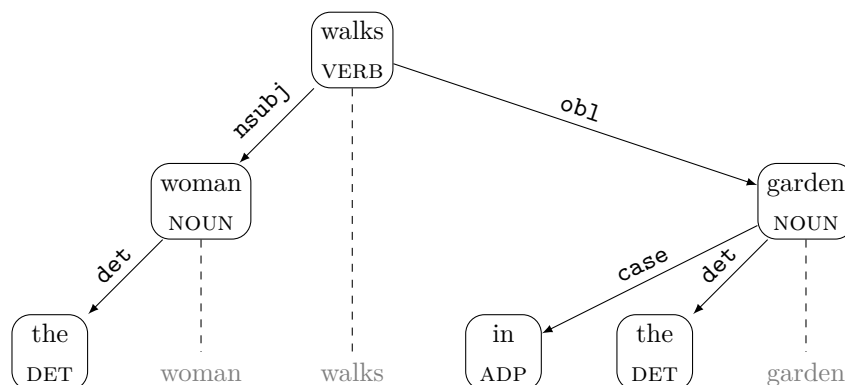 walks
VERB
nsubj
obl
woman
NOUN
garden
NOUN
det
case
det
the
DET
woman
walks
in
ADP
the
DET
garden